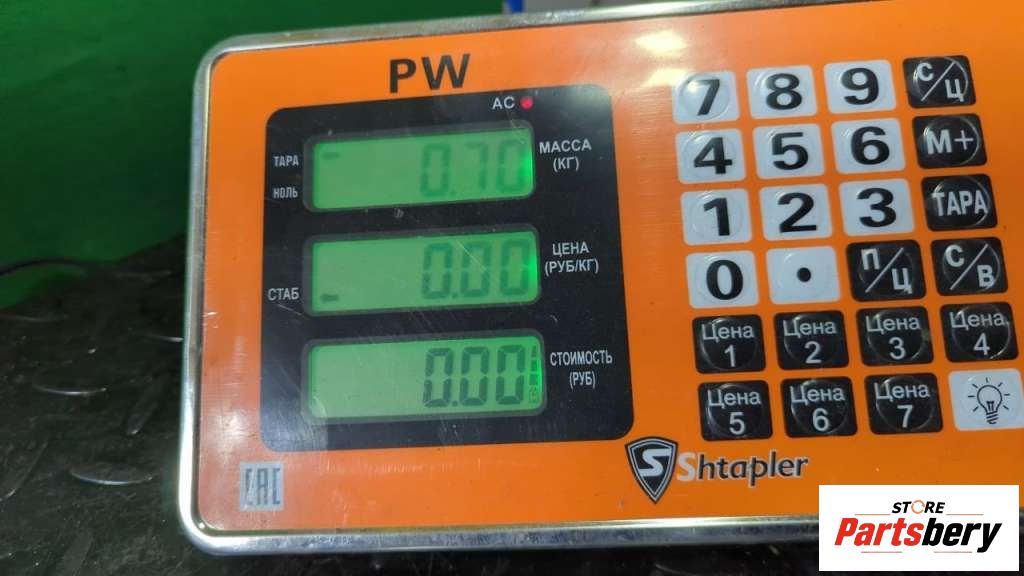 PW
AC
ТАРА
НОЛЬ
0.70
МАССА
(КГ)
СТАБ
0.00
ЦЕНА
(РУБ/КГ)
0.00
СТОИМОСТЬ
(РУБ)
7 8 9 С/Ц
4 5 6 М+
1 2 3 ТАРА
0 . П/Ц С/В
Цена 1 Цена 2 Цена 3 Цена 4
Цена 5 Цена 6 Цена 7
EAC
S Shtapler
STORE
Partsbery